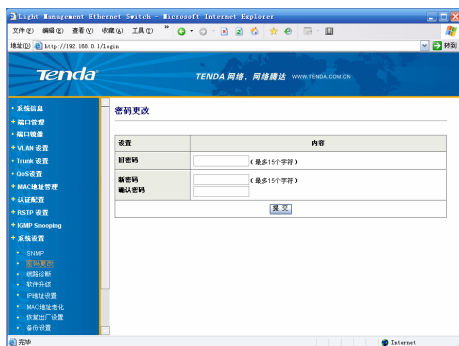 Light Management Ethernet Switch - Microsoft Internet Explorer
文件(F) 编辑(E) 查看(V) 收藏(A) 工具(T) »
地址(D) http://192.168.0.1/login 转到
Tenda
TENDA 网络，网络腾达 WWW.TENDA.COM.CN
• 系统信息
+ 端口管理
• 端口镜像
+ VLAN 设置
• Trunk 设置
• QoS设置
+ MAC地址管理
+ 认证配置
+ RSTP 设置
+ IGMP Snooping
+ 系统设置
• SNMP
• 密码更改
• 线路诊断
• 软件升级
• IP地址设置
• MAC地址老化
• 恢复出厂设置
• 备份设置
密码更改
设置 内容
旧密码 (最多15个字符)
新密码 (最多15个字符)
确认密码
提 交
完毕 Internet